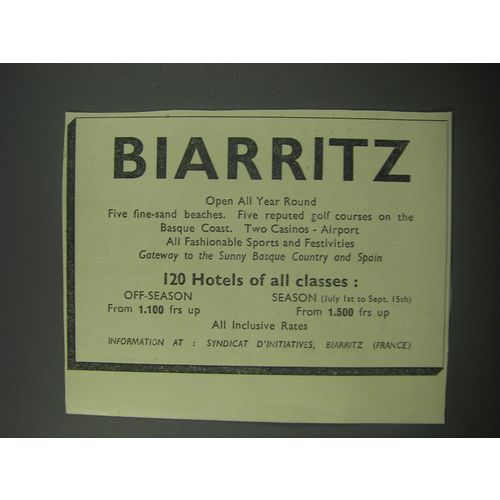 BIARRITZ
Open All Year Round
Five fine-sand beaches. Five reputed golf courses on the
Basque Coast. Two Casinos - Airport
All Fashionable Sports and Festivities
Gateway to the Sunny Basque Country and Spain
120 Hotels of all classes :
OFF-SEASON SEASON (July 1st to Sept. 15th)
From 1.100 frs up From 1.500 frs up
All Inclusive Rates
INFORMATION AT : SYNDICAT D'INITIATIVES, BIARRITZ (FRANCE)